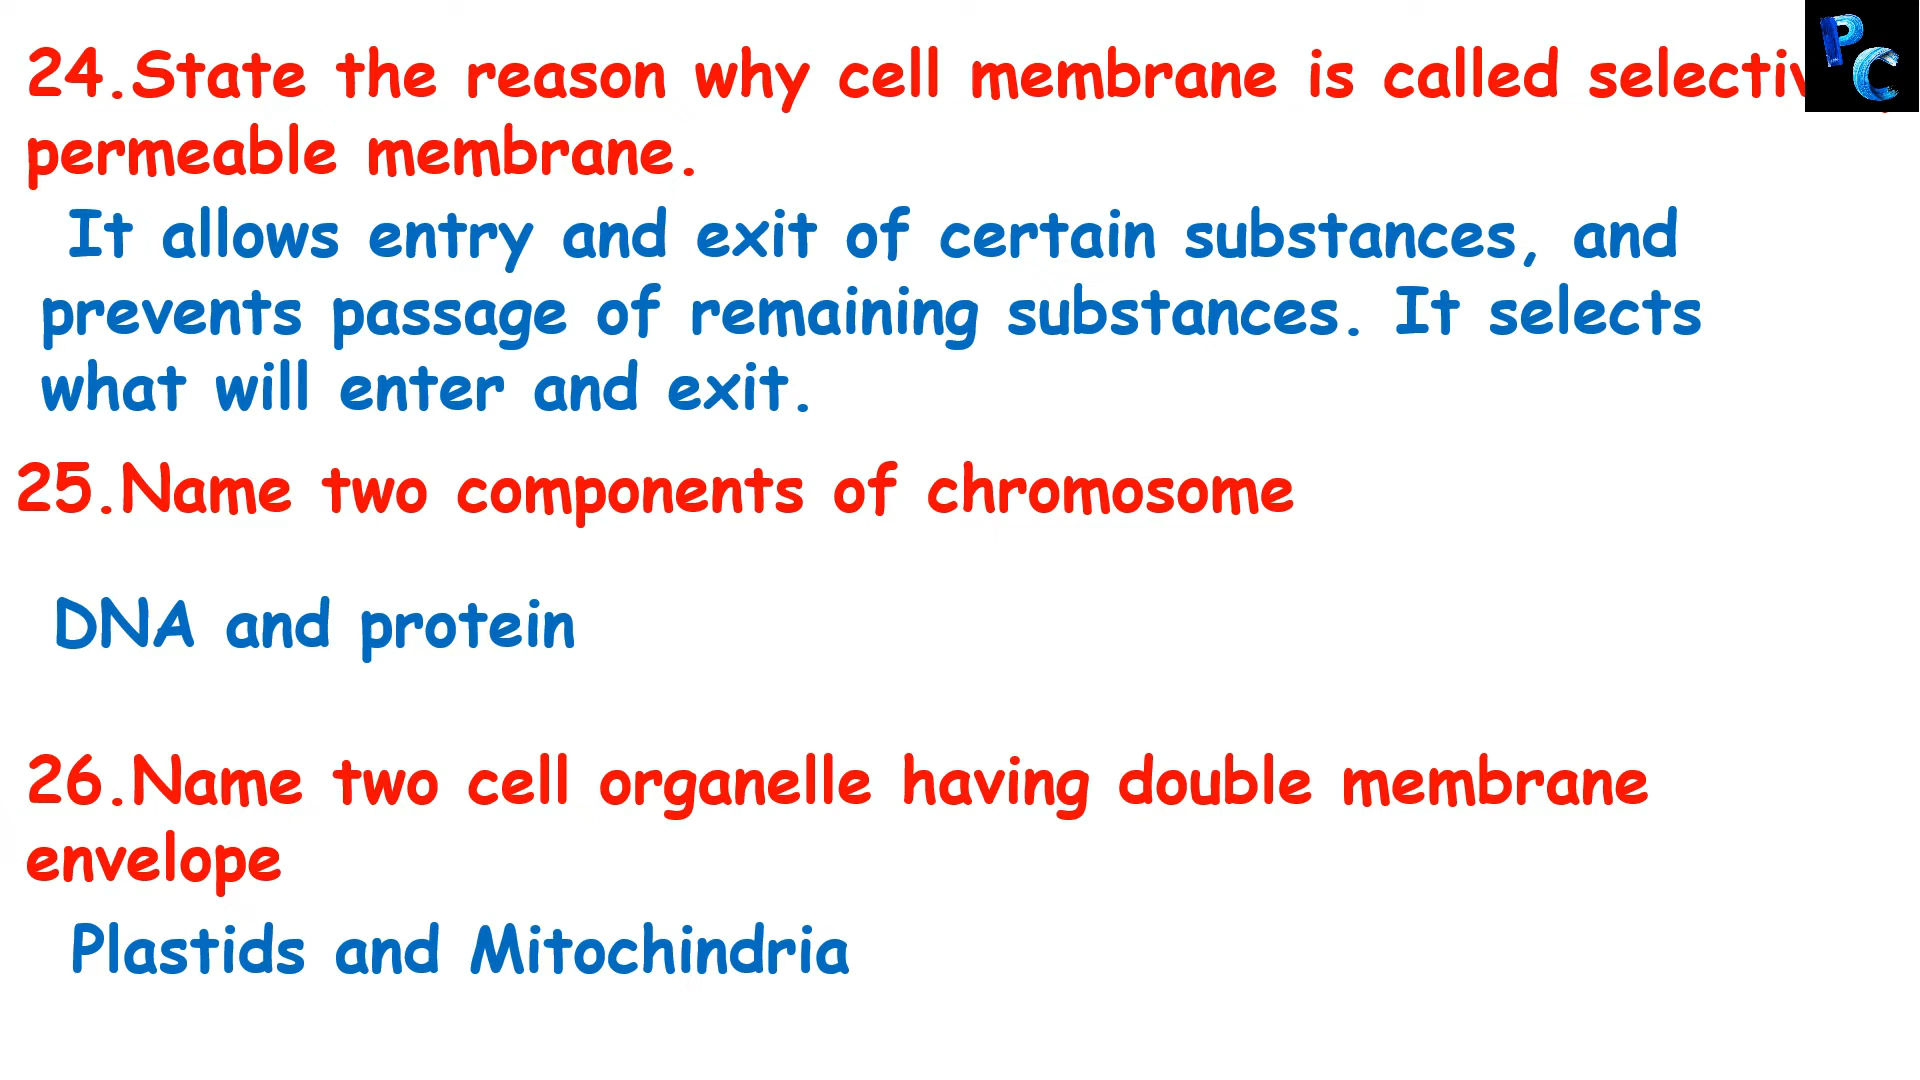 24.State the reason why cell membrane is called
permeable membrane.
It allows entry and exit of certain substances, and
prevents passage of remaining substances. It selects
what will enter and exit.
25.Name two components of chromosome
DNA and protein
26.Name two cell organelle having double membrane
envelope
Plastids and Mitochindria
PC